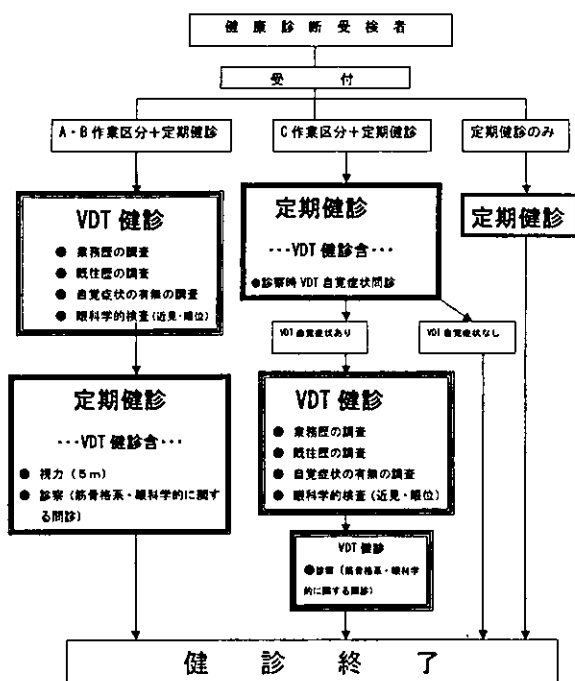 健康診断受検者
受付
A・B作業区分+定期健診
C作業区分+定期健診
定期健診のみ
VDT健診
● 業務歴の調査
● 既往歴の調査
● 自覚症状の有無の調査
● 眼科学的検査(近見・眼位)
定期健診
…VDT健診含…
●診察時VDT自覚症状問診
定期健診
VDT自覚症状あり
VDT自覚症状なし
定期健診
…VDT健診含…
● 視力(5m)
● 診察(筋骨格系・眼科学的に関す
る問診)
VDT健診
● 業務歴の調査
● 既往歴の調査
● 自覚症状の有無の調査
● 眼科学的検査(近見・眼位)
VDT健診
●診察(筋骨格系・眼科学
的に関する問診)
健診終了